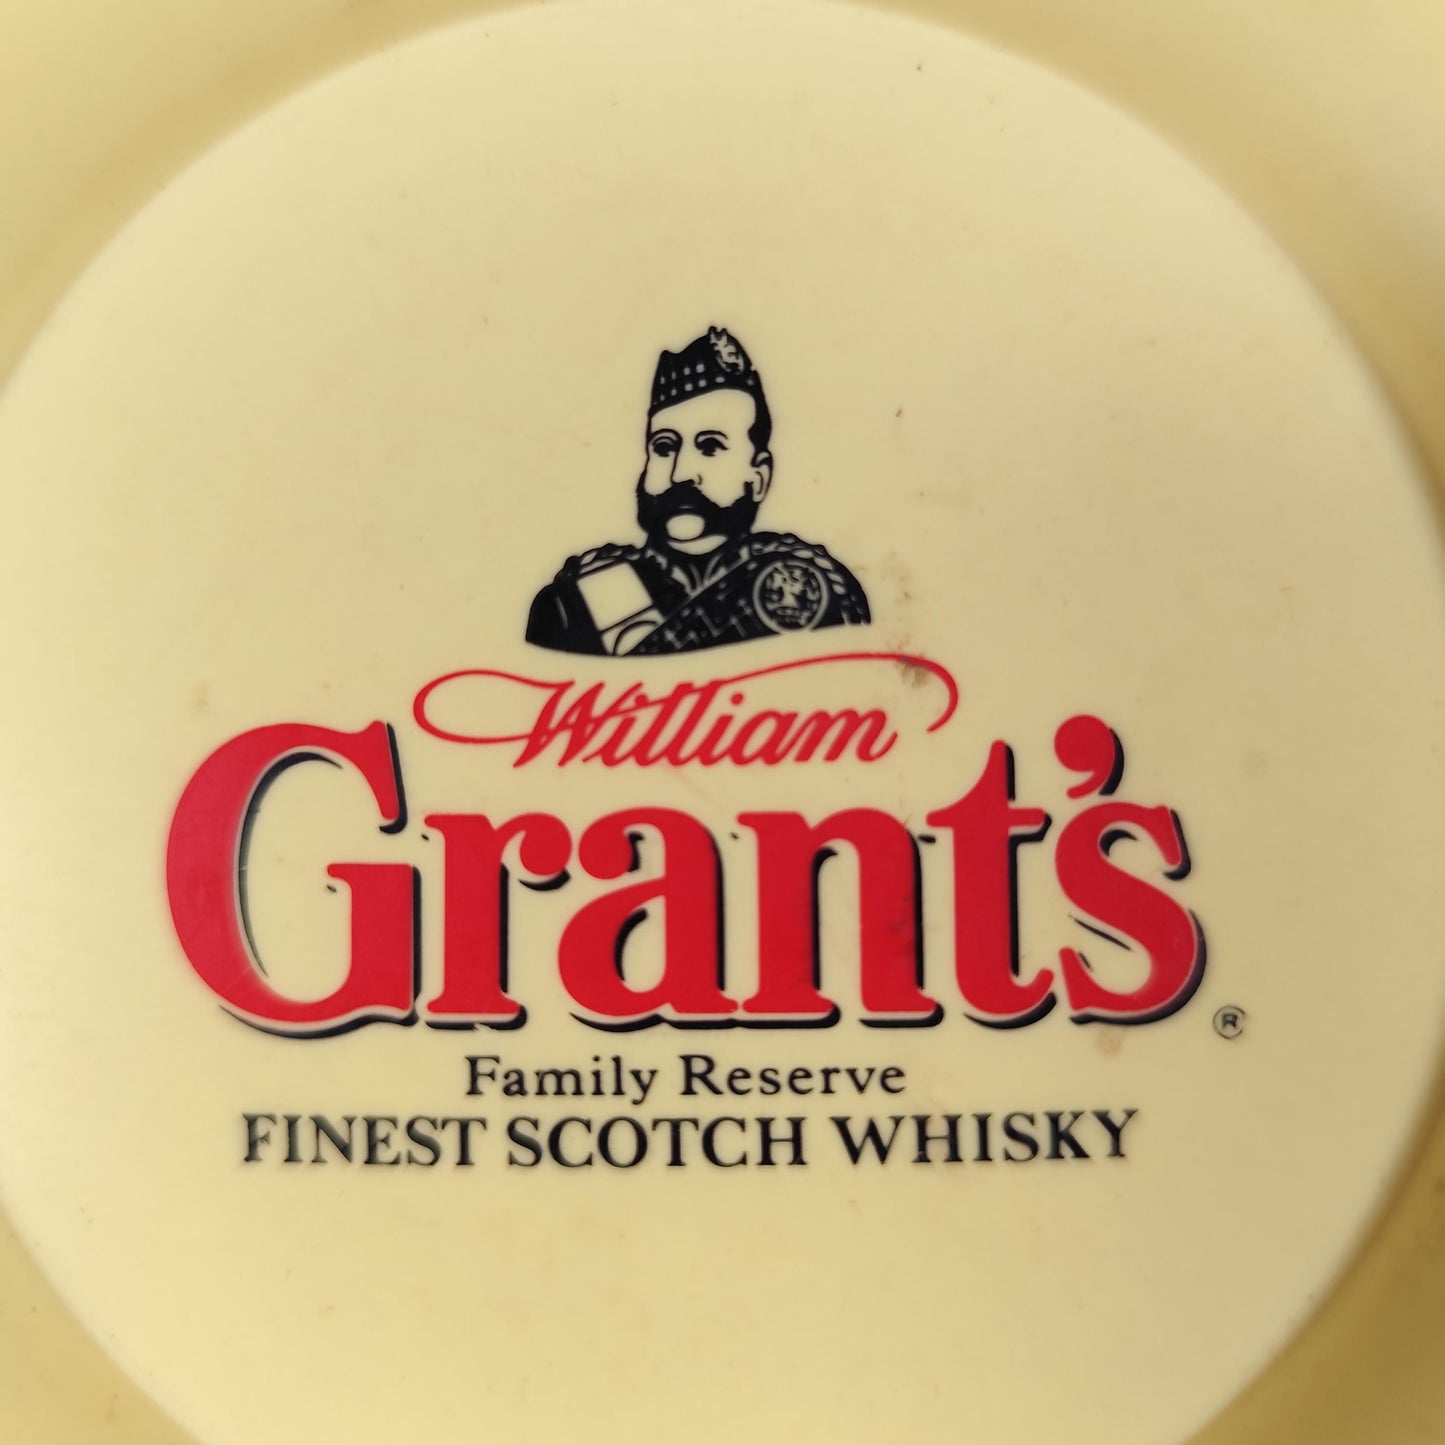 William
Grant's ®
Family Reserve
FINEST SCOTCH WHISKY